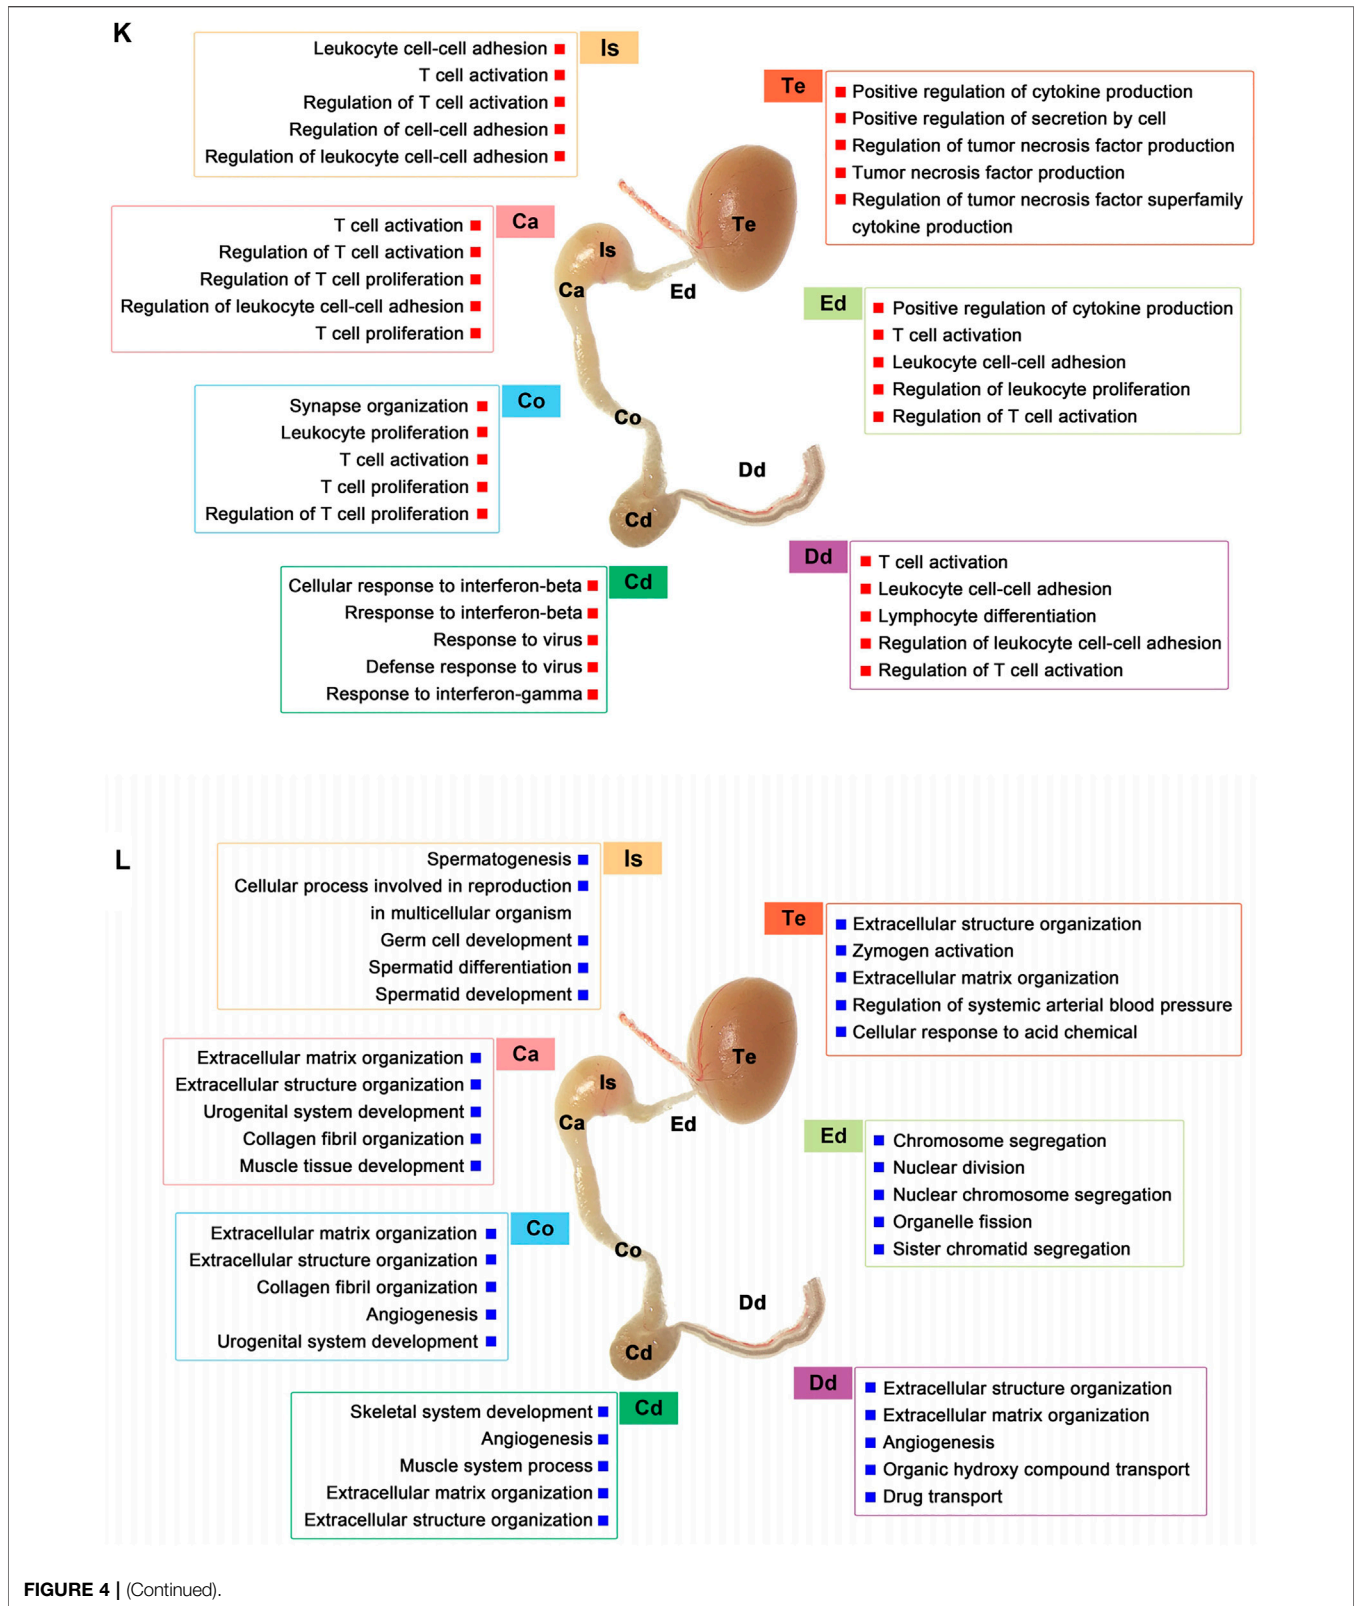 K
Leukocyte cell-cell adhesion
T cell activation
Regulation of T cell activation
Regulation of cell-cell adhesion
Regulation of leukocyte cell-cell adhesion
Is
Te
Positive regulation of cytokine production
Positive regulation of secretion by cell
Regulation of tumor necrosis factor production
Tumor necrosis factor production
Regulation of tumor necrosis factor superfamily
cytokine production
T cell activation
Regulation of T cell activation
Regulation of T cell proliferation
Regulation of leukocyte cell-cell adhesion
T cell proliferation
Ca
Te
Is
Ca
Ed
Co
Cd
Dd
Ed
Positive regulation of cytokine production
T cell activation
Leukocyte cell-cell adhesion
Regulation of leukocyte proliferation
Regulation of T cell activation
Synapse organization
Leukocyte proliferation
T cell activation
T cell proliferation
Regulation of T cell proliferation
Co
Dd
T cell activation
Leukocyte cell-cell adhesion
Lymphocyte differentiation
Regulation of leukocyte cell-cell adhesion
Regulation of T cell activation
Cellular response to interferon-beta
Rresponse to interferon-beta
Response to virus
Defense response to virus
Response to interferon-gamma
Cd
L
Spermatogenesis
Cellular process involved in reproduction
in multicellular organism
Germ cell development
Spermatid differentiation
Spermatid development
Is
Te
Extracellular structure organization
Zymogen activation
Extracellular matrix organization
Regulation of systemic arterial blood pressure
Cellular response to acid chemical
Extracellular matrix organization
Extracellular structure organization
Urogenital system development
Collagen fibril organization
Muscle tissue development
Ca
Te
Is
Ca
Ed
Co
Cd
Dd
Ed
Chromosome segregation
Nuclear division
Nuclear chromosome segregation
Organelle fission
Sister chromatid segregation
Extracellular matrix organization
Extracellular structure organization
Collagen fibril organization
Angiogenesis
Urogenital system development
Co
Dd
Extracellular structure organization
Extracellular matrix organization
Angiogenesis
Organic hydroxy compound transport
Drug transport
Skeletal system development
Angiogenesis
Muscle system process
Extracellular matrix organization
Extracellular structure organization
Cd
FIGURE 4 | (Continued).